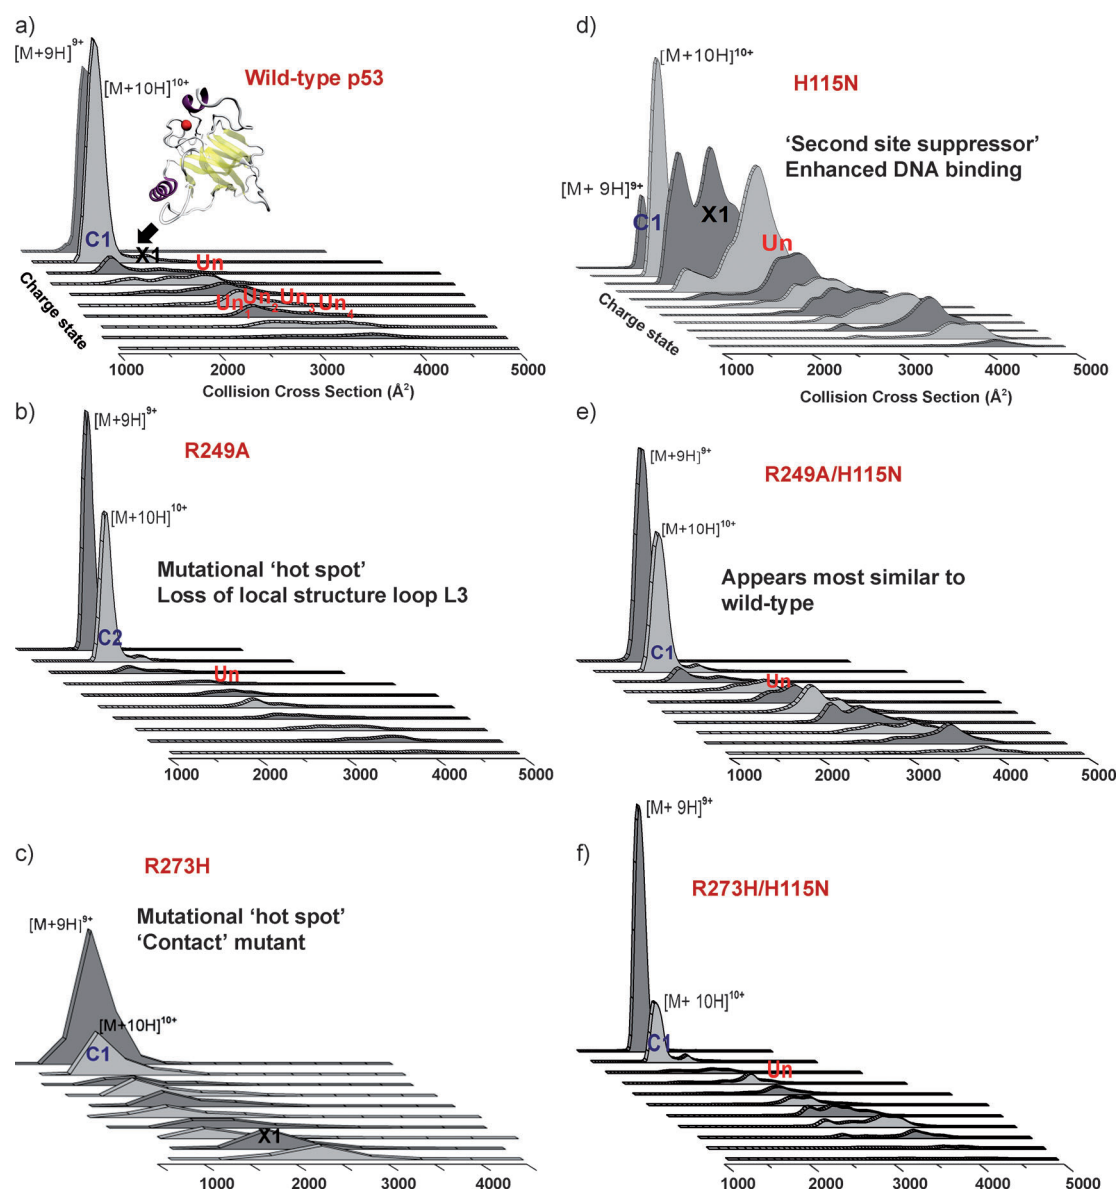 a)
[M+9H]⁹⁺
[M+10H]¹⁰⁺
Wild-type p53
C1
X1
Un
Un₁Un₂Un₃Un₄
Charge state
1000 2000 3000 4000 5000
Collision Cross Section (Å²)
b)
[M+9H]⁹⁺
R249A
[M+10H]¹⁰⁺
Mutational ‘hot spot’
Loss of local structure loop L3
C2
Un
1000 2000 3000 4000 5000
c)
R273H
Mutational ‘hot spot’
‘Contact’ mutant
[M+9H]⁹⁺
[M+10H]¹⁰⁺
C1
X1
1000 2000 3000 4000
d)
[M+10H]¹⁰⁺
H115N
‘Second site suppressor’
Enhanced DNA binding
[M+ 9H]⁹⁺
C1
X1
Un
Charge state
1000 2000 3000 4000 5000
Collision Cross Section (Å²)
e)
[M+9H]⁹⁺
R249A/H115N
[M+10H]¹⁰⁺
Appears most similar to
wild-type
C1
Un
1000 2000 3000 4000 5000
f)
[M+ 9H]⁹⁺
R273H/H115N
[M+ 10H]¹⁰⁺
C1
Un
1000 2000 3000 4000 5000